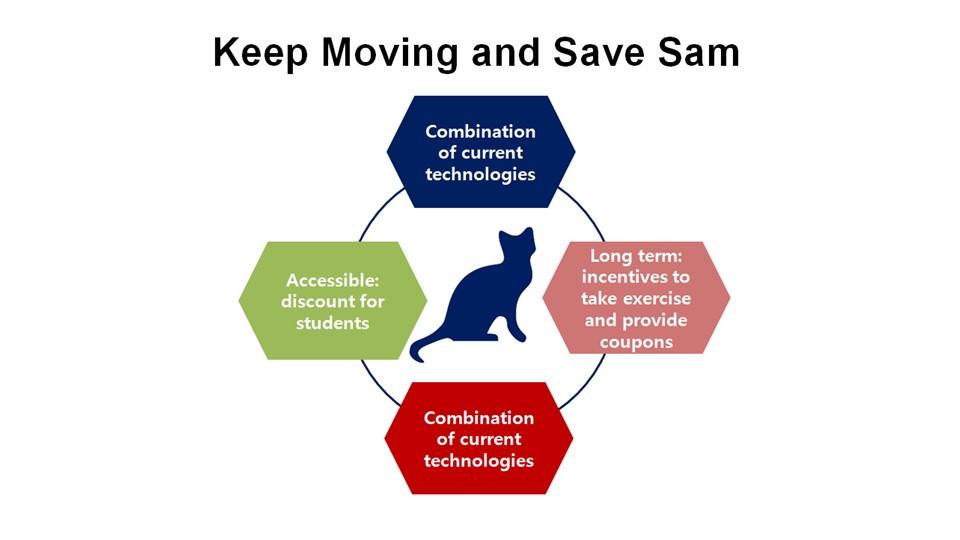 Keep Moving and Save Sam
Combination
of current
technologies
Accessible:
discount for
students
Long term:
incentives to
take exercise
and provide
coupons
Combination
of current
technologies